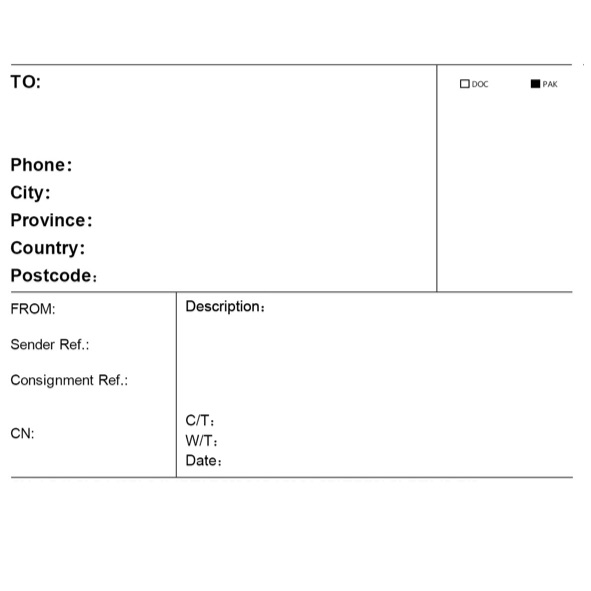 TO:
☐ DOC ■ PAK
Phone:
City:
Province:
Country:
Postcode：
FROM:
Sender Ref.:
Consignment Ref.:
CN:
Description：
C/T：
W/T：
Date：